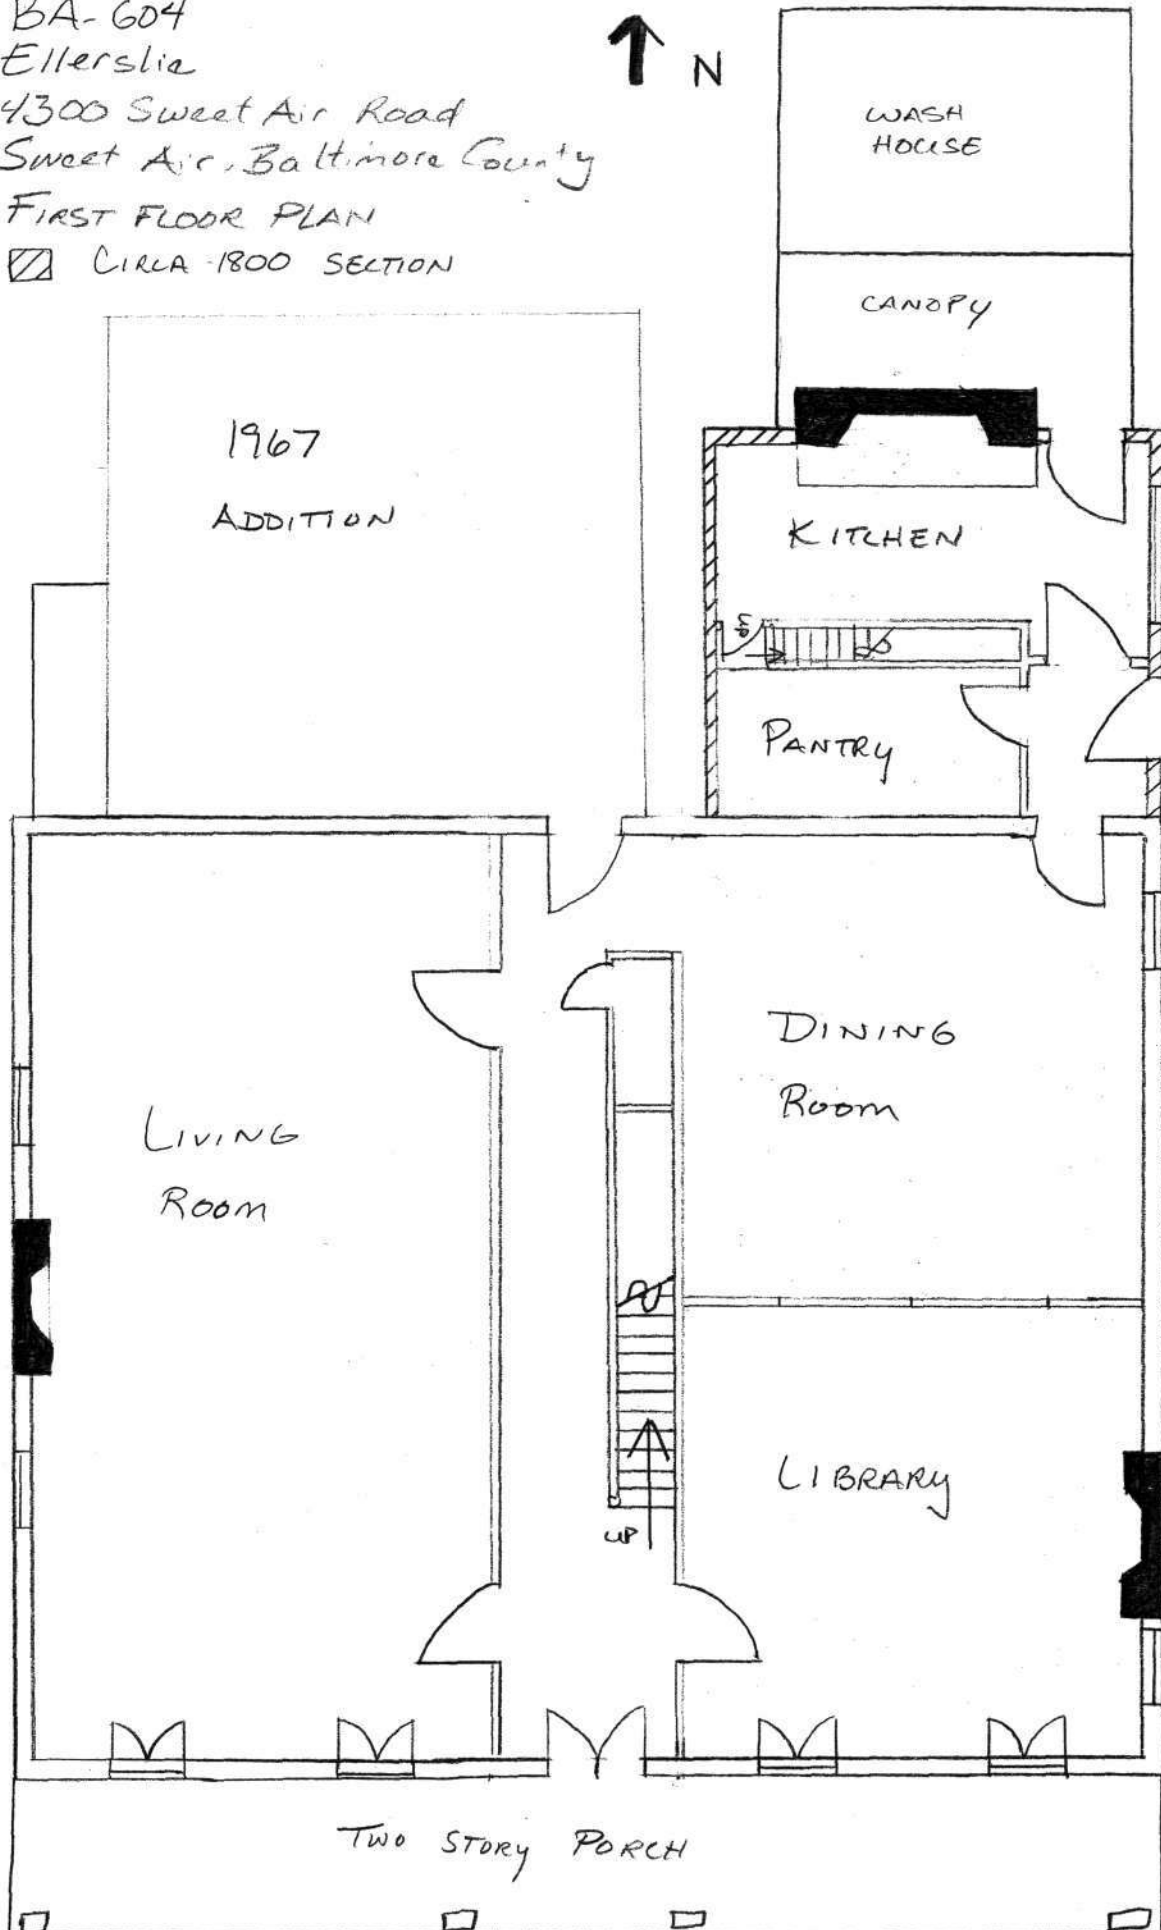 BA-604
Ellerslie
4300 Sweet Air Road
Sweet Air, Baltimore County
FIRST FLOOR PLAN
CIRCA 1800 SECTION
N
WASH
HOUSE
CANOPY
1967
ADDITION
KITCHEN
UP
PANTRY
DINING
ROOM
LIVING
ROOM
LIBRARY
UP
TWO STORY PORCH